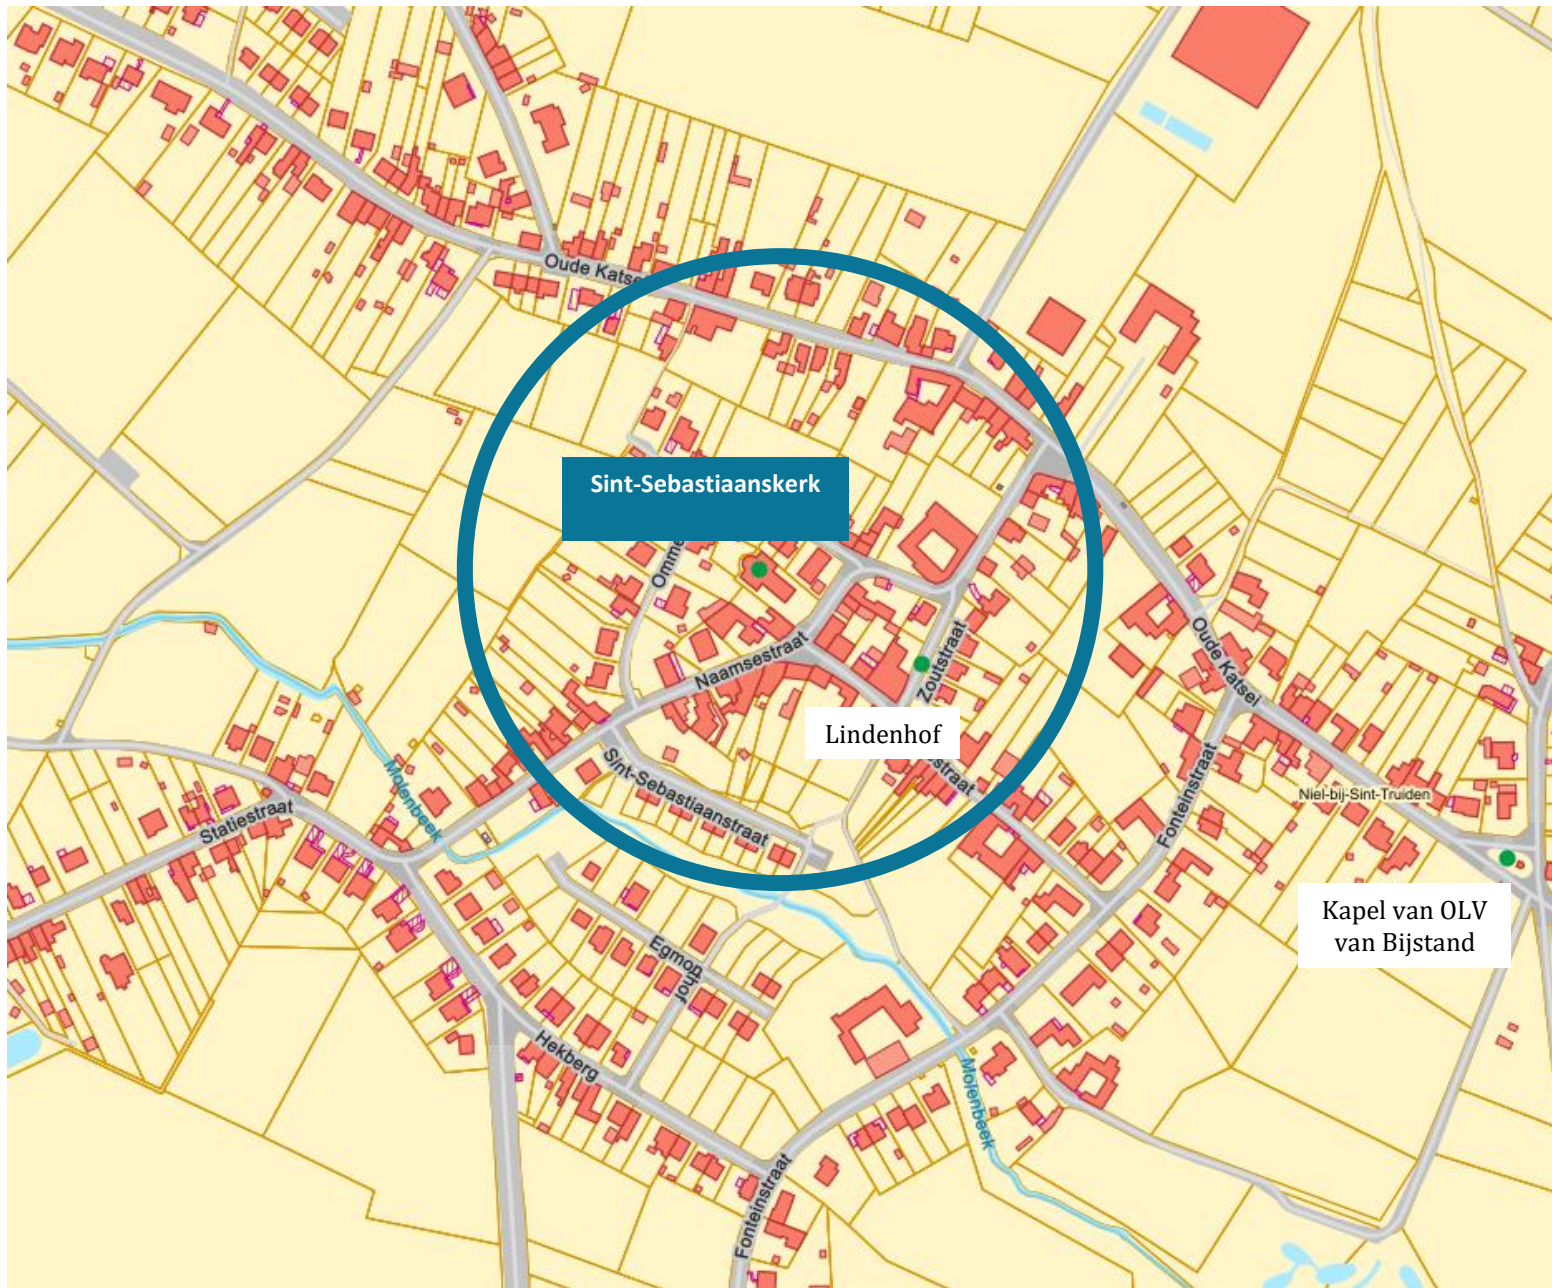 Oude Katsel
Sint-Sebastiaanskerk
Omme
Naamsestraat
Zoutstraat
Oude Katsel
Lindenhof
straat
Sint-Sebastiaanstraat
Molenbeek
Statiestraat
Fonteinstraat
Niel-bij-Sint-Truiden
Kapel van OLV
van Bijstand
Egmonthof
Hekberg
Molenbeek
Fonteinstraat